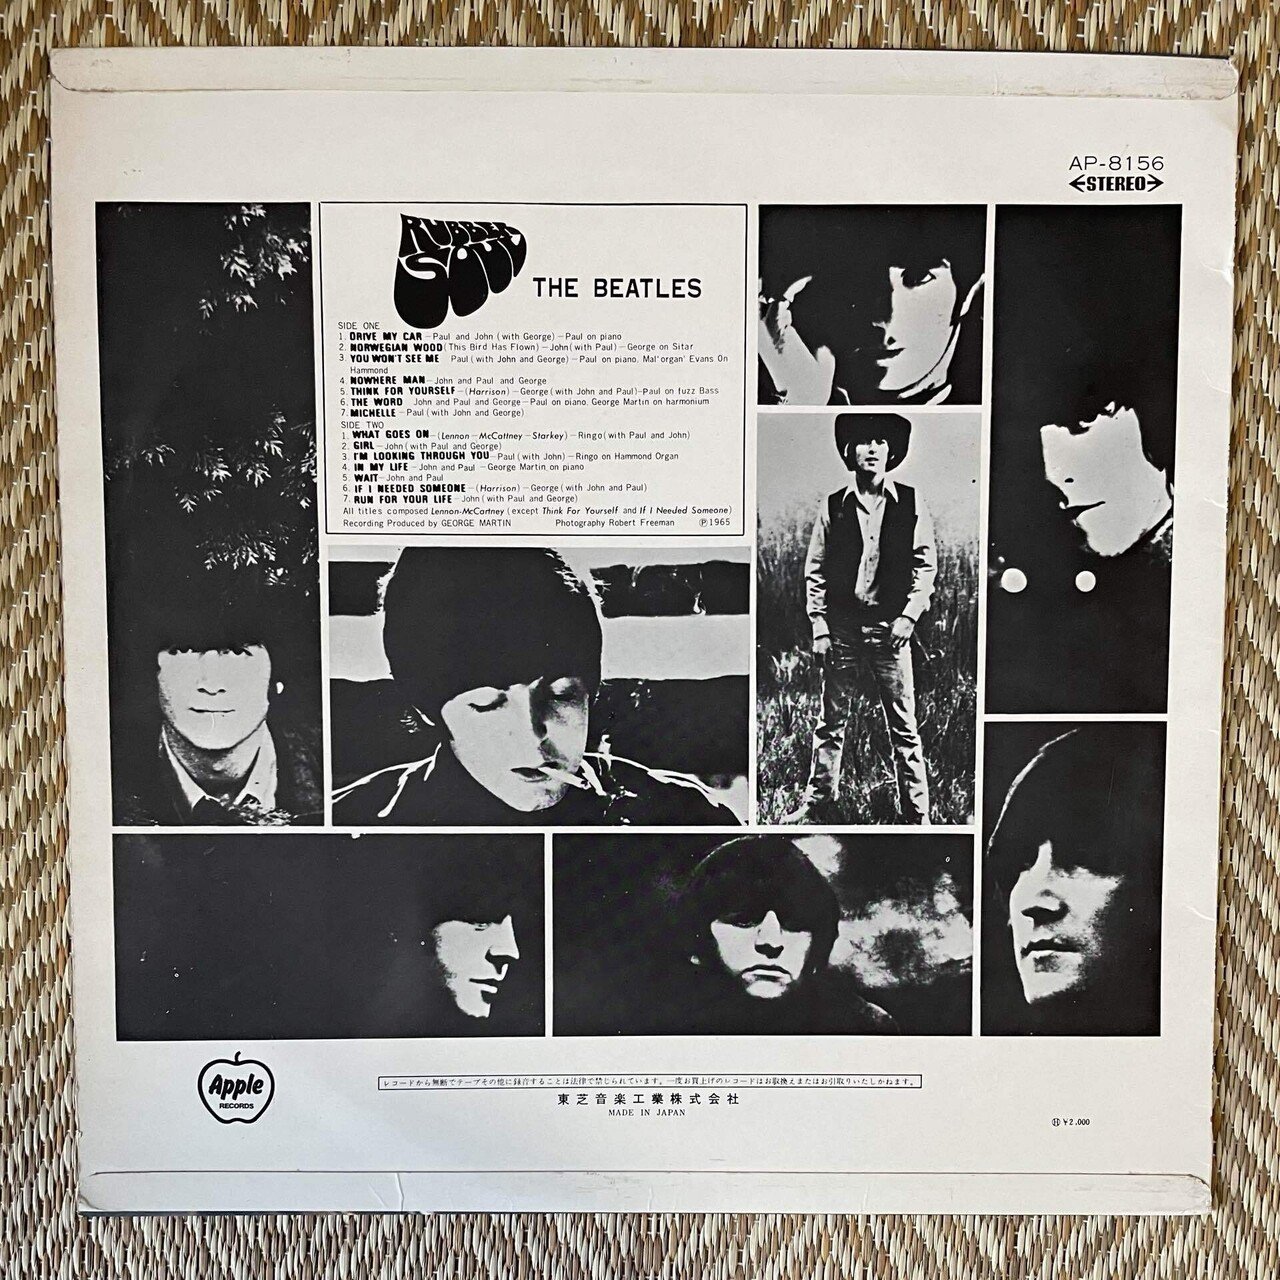 AP-8156
STEREO
RUBBER
SOUL
THE BEATLES
SIDE ONE
1. DRIVE MY CAR—Paul and John (with George)—Paul on piano
2. NORWEGIAN WOOD (This Bird Has Flown)—John (with Paul)—George on Sitar
3. YOU WON'T SEE ME Paul (with John and George)—Paul on piano, Mal 'organ' Evans On
Hammond
4. NOWHERE MAN—John and Paul and George
5. THINK FOR YOURSELF—(Harrison)—George (with John and Paul)—Paul on fuzz Bass
6. THE WORD John and Paul and George—Paul on piano, George Martin on harmonium
7. MICHELLE—Paul (with John and George)
SIDE TWO
1. WHAT GOES ON—(Lennon—McCattney—Starkey)—Ringo (with Paul and John)
2. GIRL—John (with Paul and George)
3. I'M LOOKING THROUGH YOU—Paul (with John)—Ringo on Hammond Organ
4. IN MY LIFE—John and Paul—George Martin on piano
5. WAIT—John and Paul
6. IF I NEEDED SOMEONE—(Harrison)—George (with John and Paul)
7. RUN FOR YOUR LIFE—John (with Paul and George)
All titles composed Lennon-McCartney (except Think For Yourself and If I Needed Someone)
Recording Produced by GEORGE MARTIN Photography Robert Freeman Ⓟ1965
Apple
RECORDS
レコードから無断でテープその他に録音することは法律で禁じられています。一度お買上げのレコードはお取換えまたはお引取りいたしかねます。
東芝音楽工業株式会社
MADE IN JAPAN
Ⓗ ¥2,000